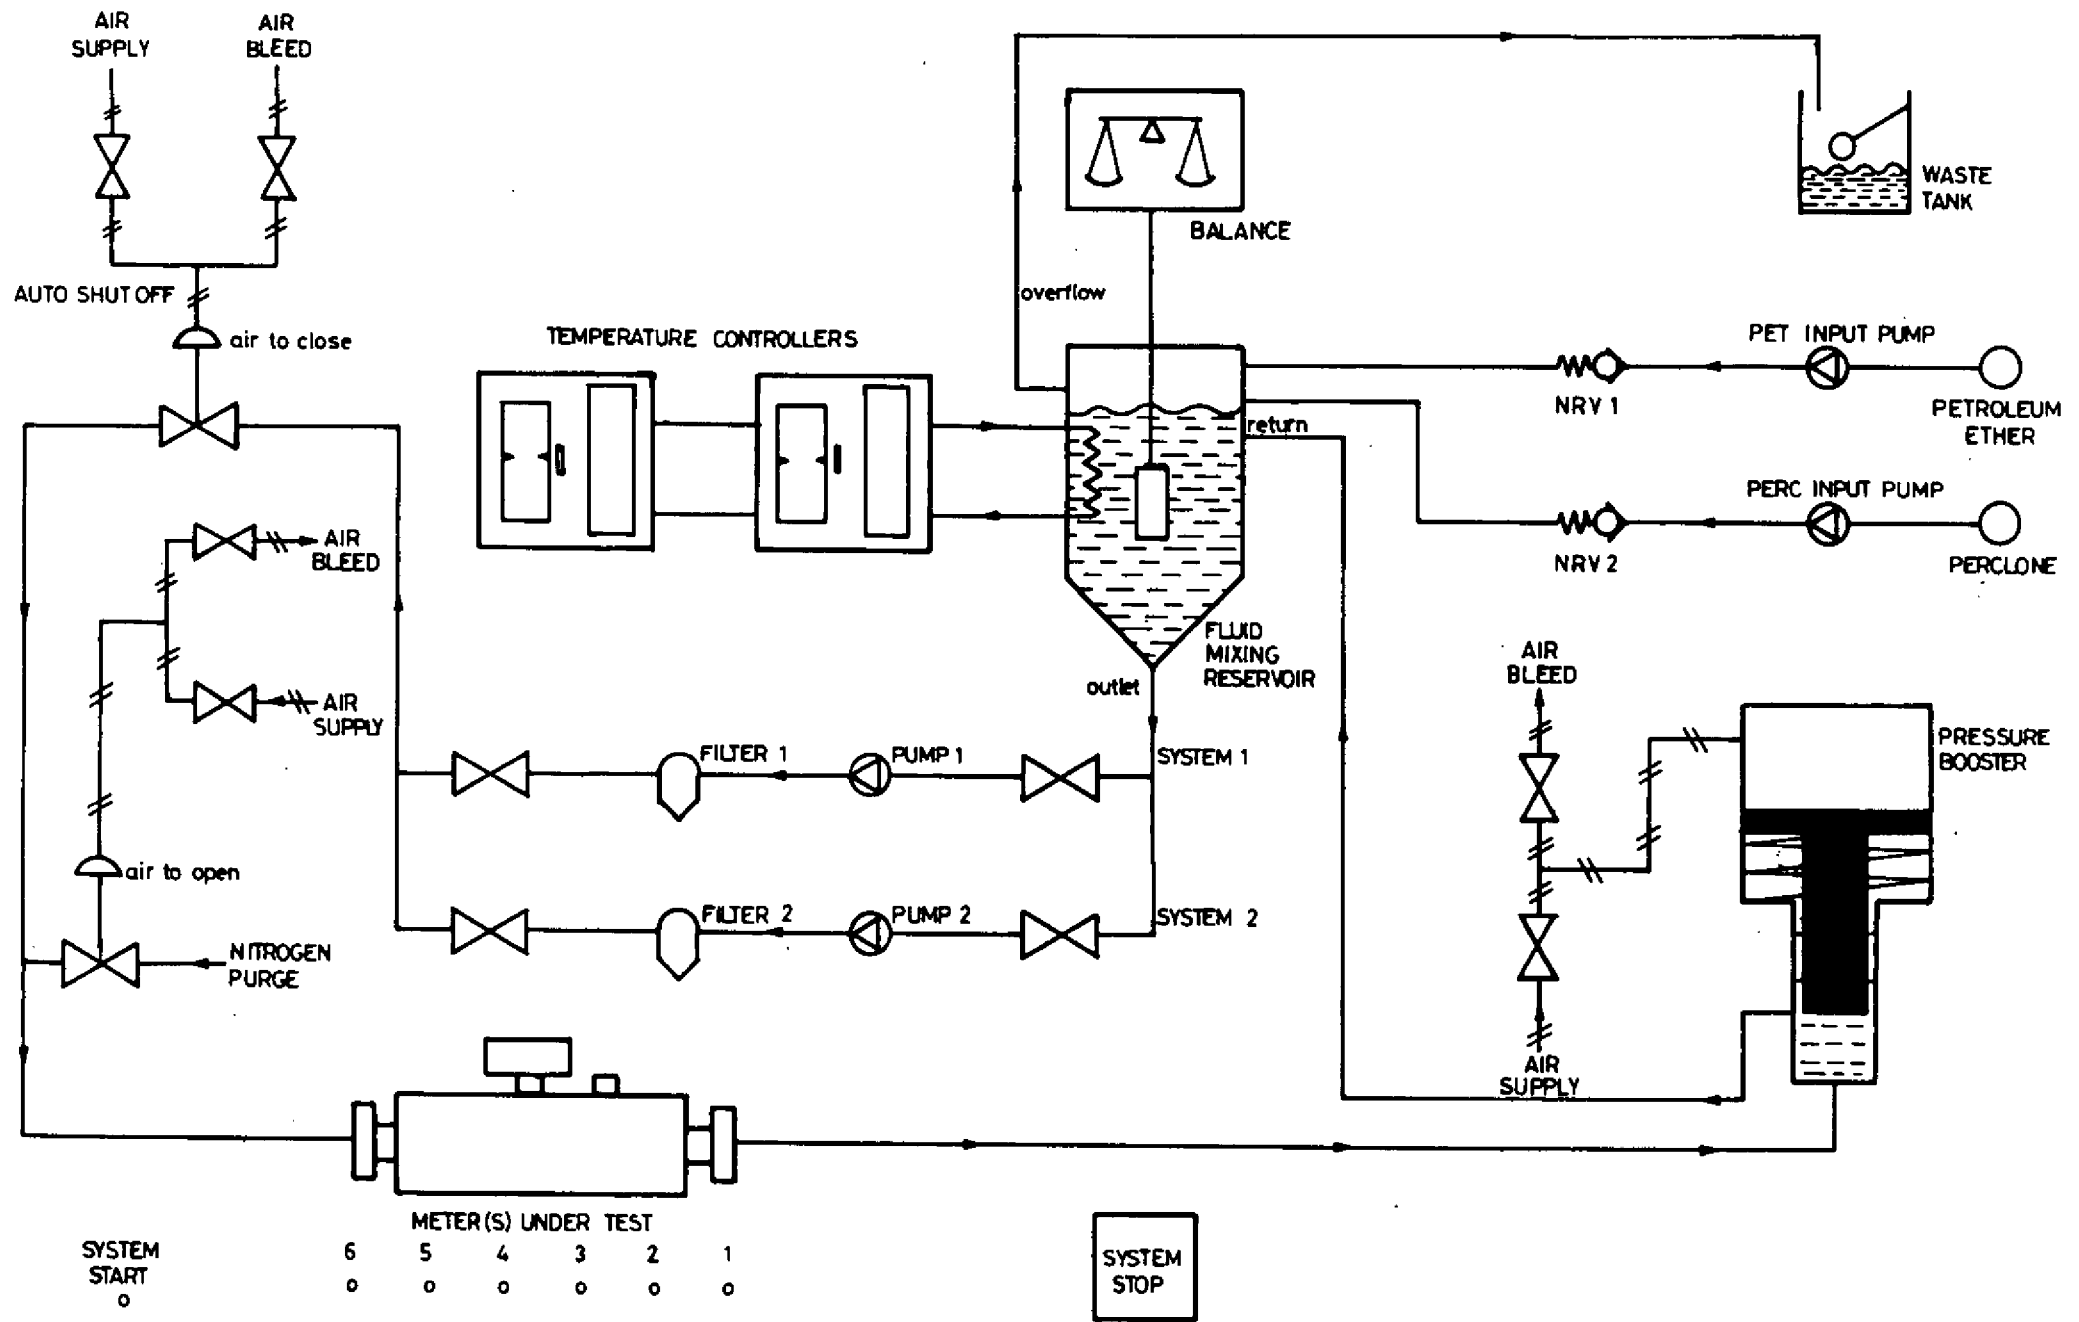 AIR
SUPPLY
AIR
BLEED
AUTO SHUT OFF
air to close
TEMPERATURE CONTROLLERS
BALANCE
overflow
WASTE
TANK
PET INPUT PUMP
NRV 1
PETROLEUM
ETHER
return
PERC INPUT PUMP
NRV 2
PERCLONE
AIR
BLEED
AIR
SUPPLY
FLUID
MIXING
RESERVOIR
outlet
AIR
BLEED
PRESSURE
BOOSTER
FILTER 1
PUMP 1
SYSTEM 1
air to open
FILTER 2
PUMP 2
SYSTEM 2
NITROGEN
PURGE
AIR
SUPPLY
METER(S) UNDER TEST
6 5 4 3 2 1
SYSTEM
START
SYSTEM
STOP